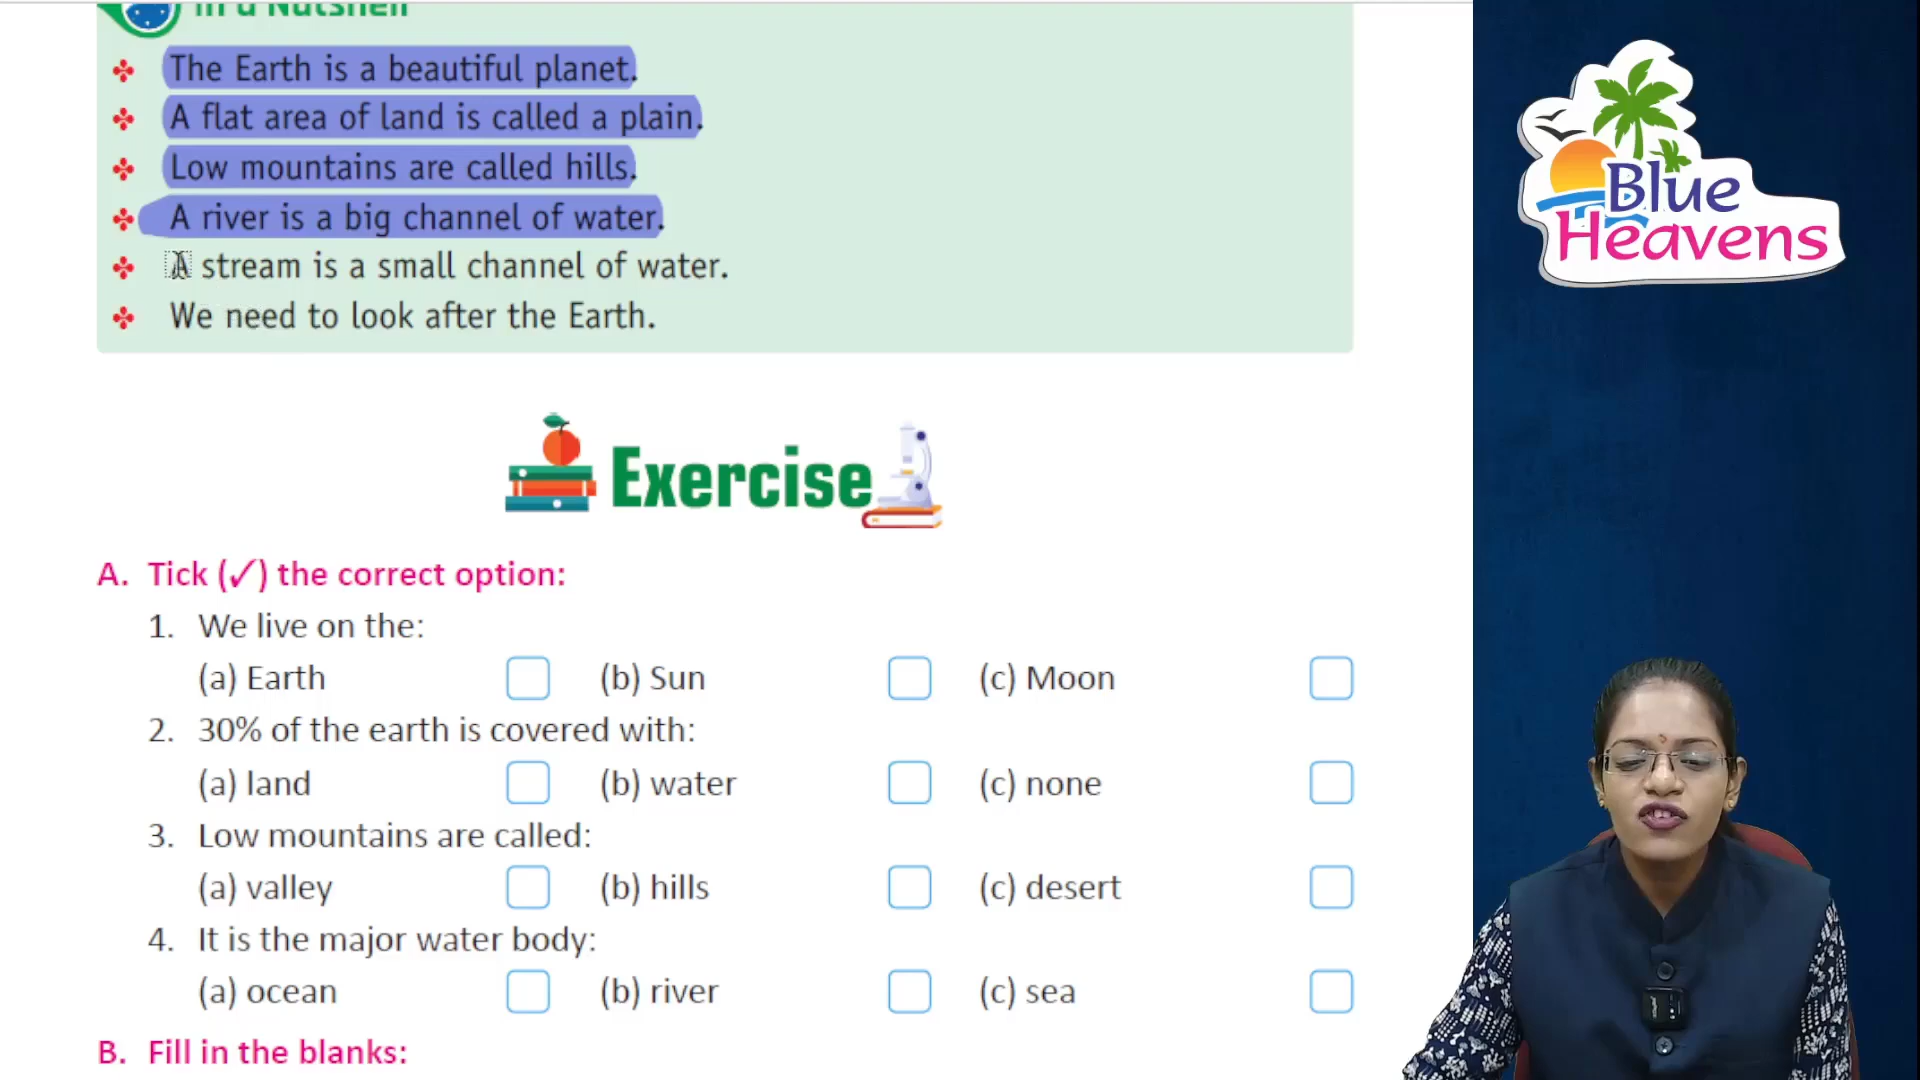 In a Nutshell
The Earth is a beautiful planet.
A flat area of land is called a plain.
Low mountains are called hills.
A river is a big channel of water.
A stream is a small channel of water.
We need to look after the Earth.
Exercise
A. Tick (✓) the correct option:
1. We live on the:
(a) Earth (b) Sun (c) Moon
2. 30% of the earth is covered with:
(a) land (b) water (c) none
3. Low mountains are called:
(a) valley (b) hills (c) desert
4. It is the major water body:
(a) ocean (b) river (c) sea
B. Fill in the blanks:
Blue
Heavens